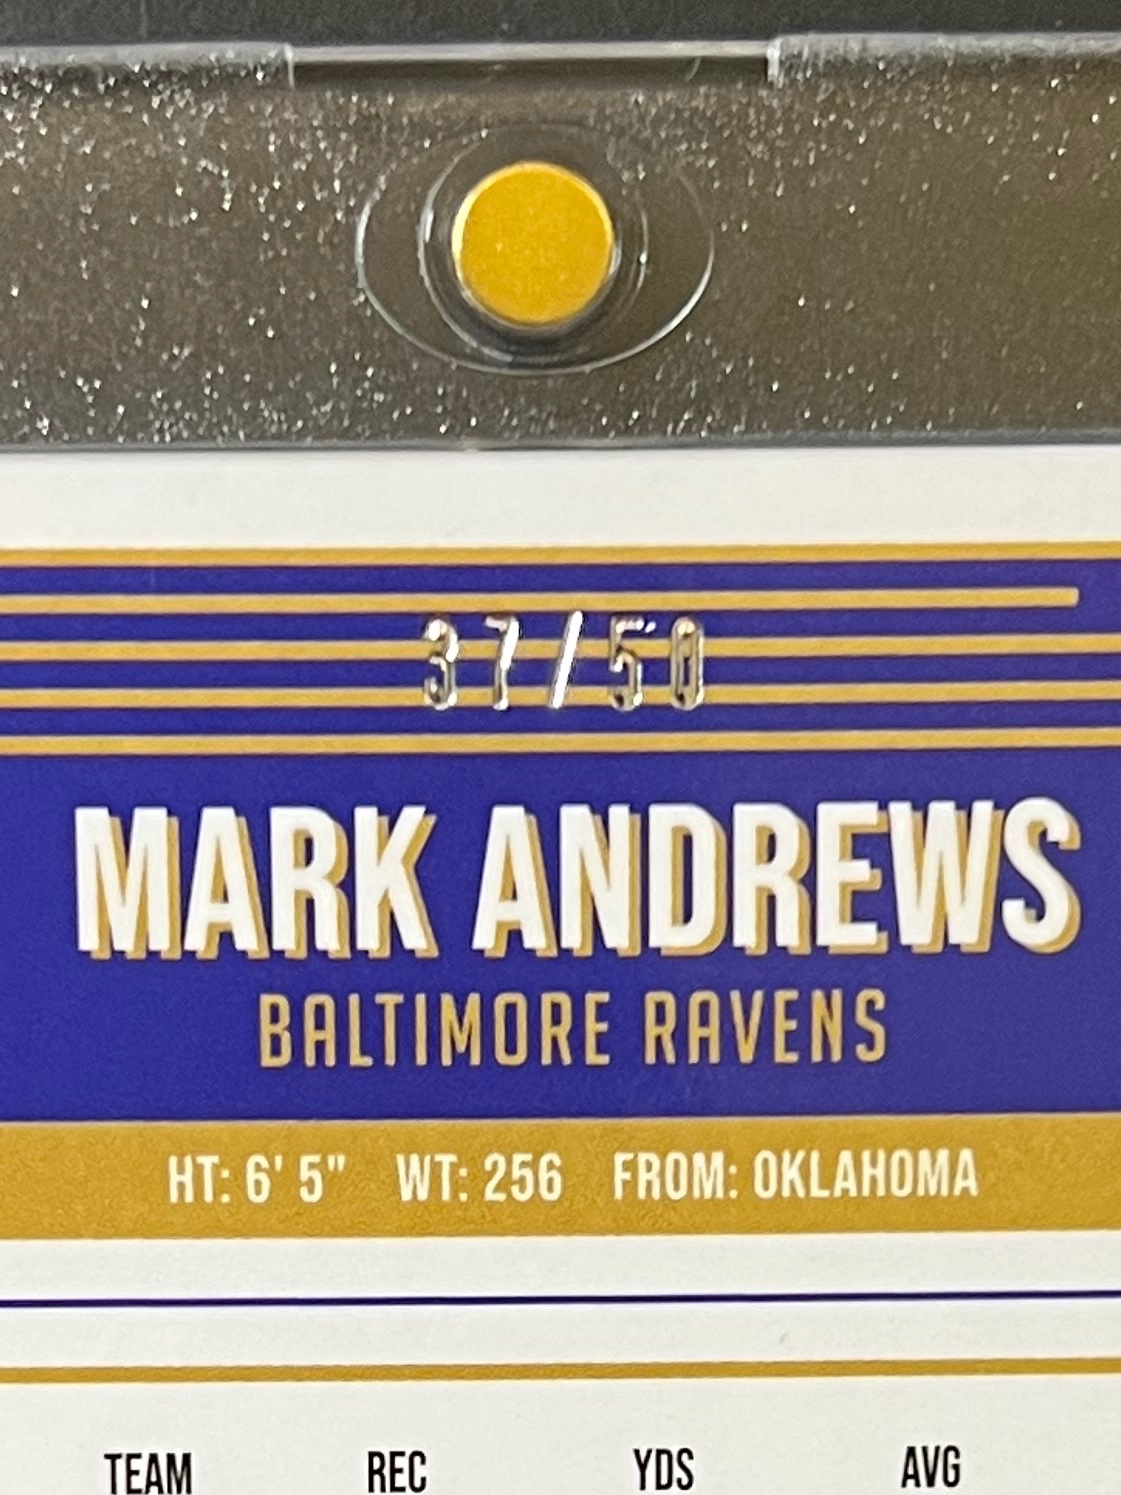 37/50
MARK ANDREWS
BALTIMORE RAVENS
HT: 6' 5" WT: 256 FROM: OKLAHOMA
TEAM REC YDS AVG